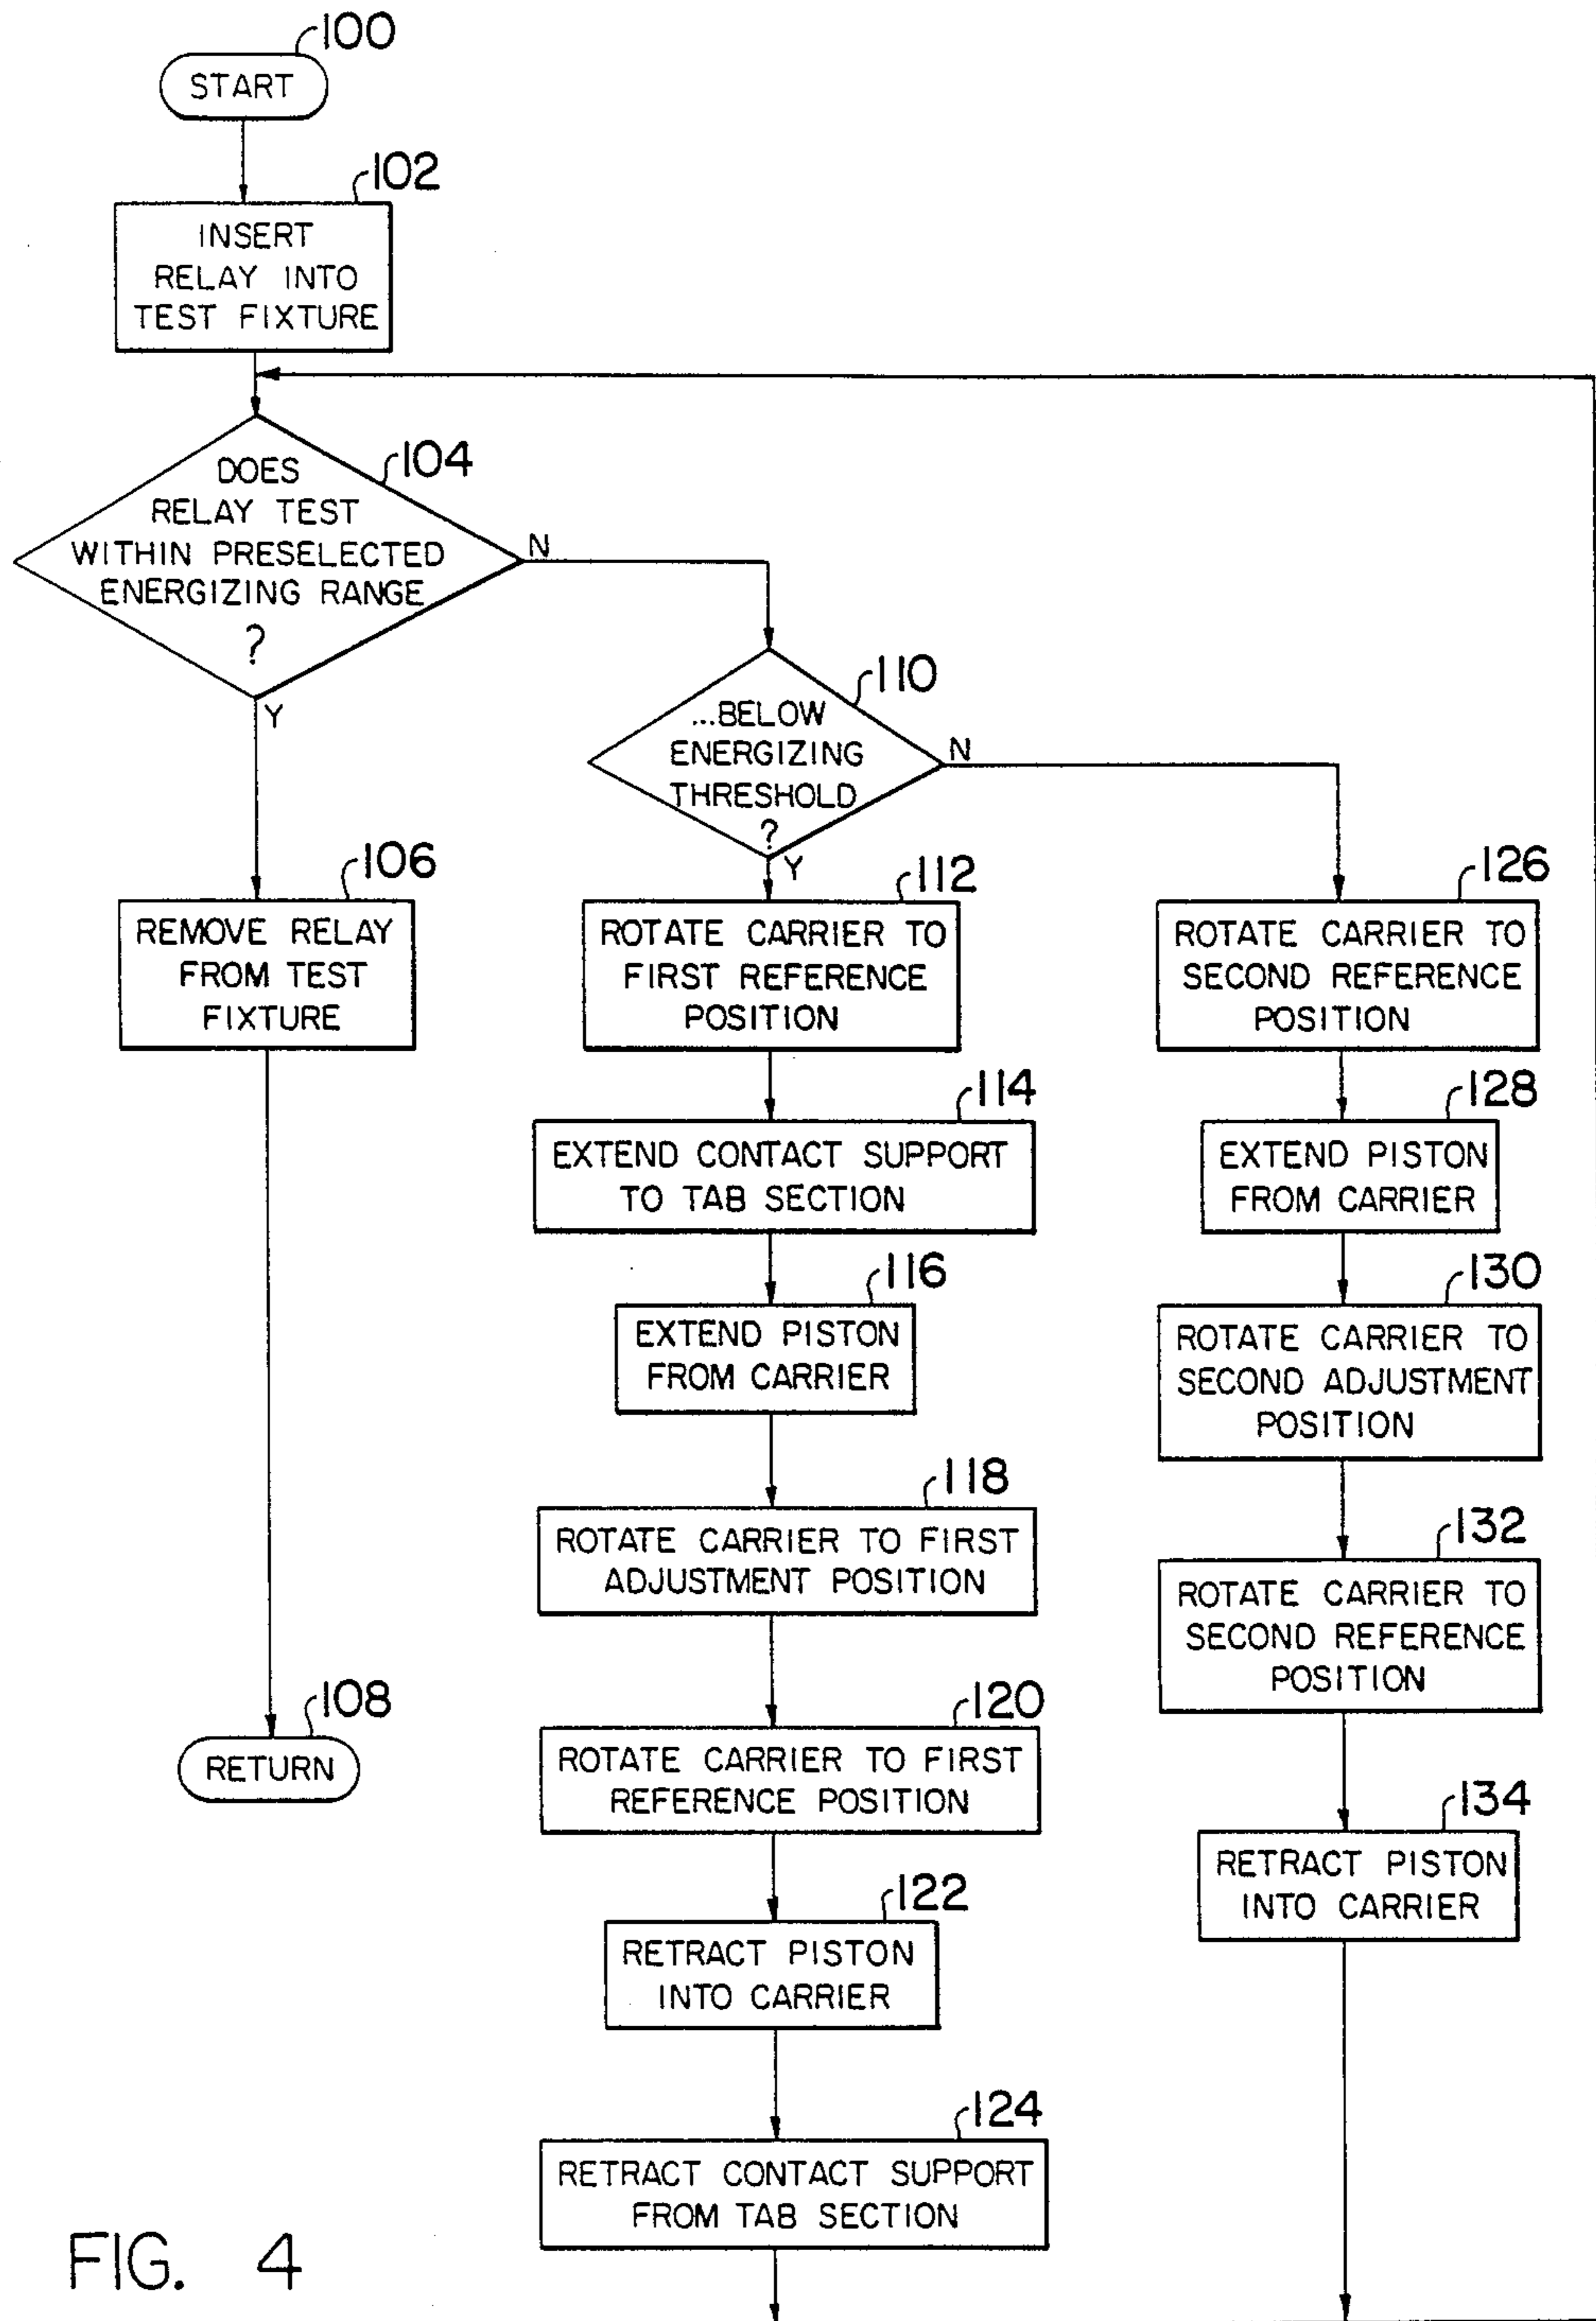 100
START
102
INSERT
RELAY INTO
TEST FIXTURE
104
DOES
RELAY TEST
WITHIN PRESELECTED
ENERGIZING RANGE
?
N
Y
110
...BELOW
ENERGIZING
THRESHOLD
?
N
Y
106
REMOVE RELAY
FROM TEST
FIXTURE
108
RETURN
112
ROTATE CARRIER TO
FIRST REFERENCE
POSITION
114
EXTEND CONTACT SUPPORT
TO TAB SECTION
116
EXTEND PISTON
FROM CARRIER
118
ROTATE CARRIER TO FIRST
ADJUSTMENT POSITION
120
ROTATE CARRIER TO FIRST
REFERENCE POSITION
122
RETRACT PISTON
INTO CARRIER
124
RETRACT CONTACT SUPPORT
FROM TAB SECTION
126
ROTATE CARRIER TO
SECOND REFERENCE
POSITION
128
EXTEND PISTON
FROM CARRIER
130
ROTATE CARRIER TO
SECOND ADJUSTMENT
POSITION
132
ROTATE CARRIER TO
SECOND REFERENCE
POSITION
134
RETRACT PISTON
INTO CARRIER
FIG. 4